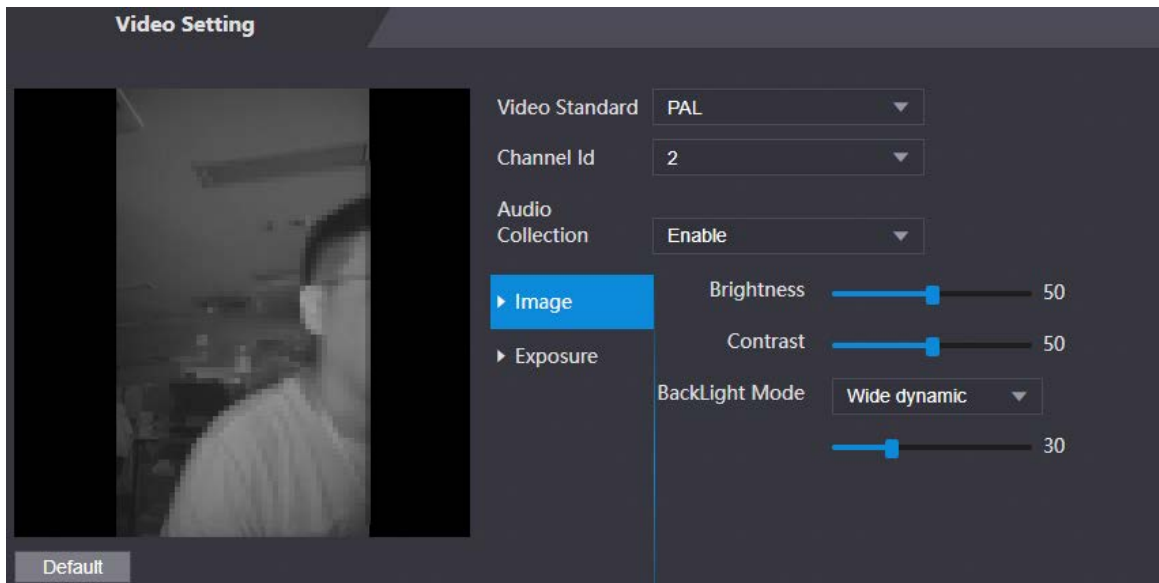 Video Setting
Video Standard PAL
Channel Id 2
Audio
Collection Enable
Image
Brightness 50
Contrast 50
Exposure
BackLight Mode Wide dynamic
30
Default